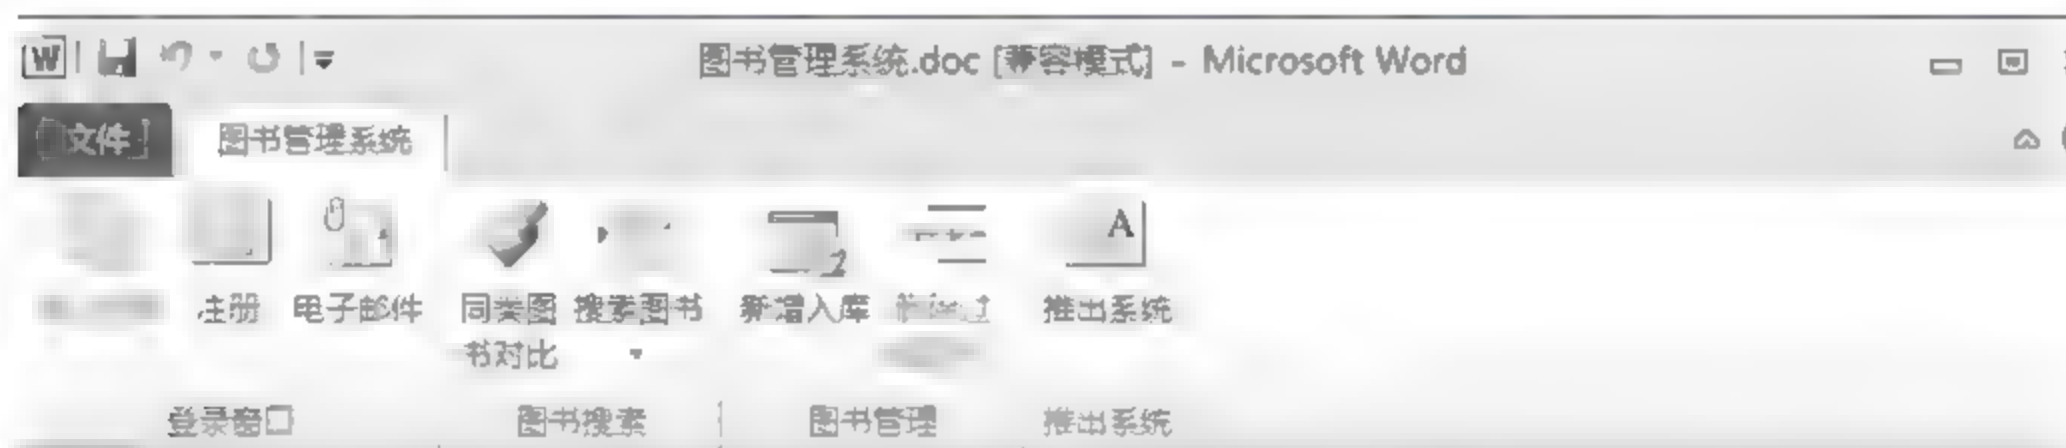 图书管理系统.doc [兼容模式] - Microsoft Word
文件
图书管理系统
注册 电子邮件 同类图 搜索图书 新增入库 推出系统
书对比
登录窗口 图书搜索 图书管理 推出系统